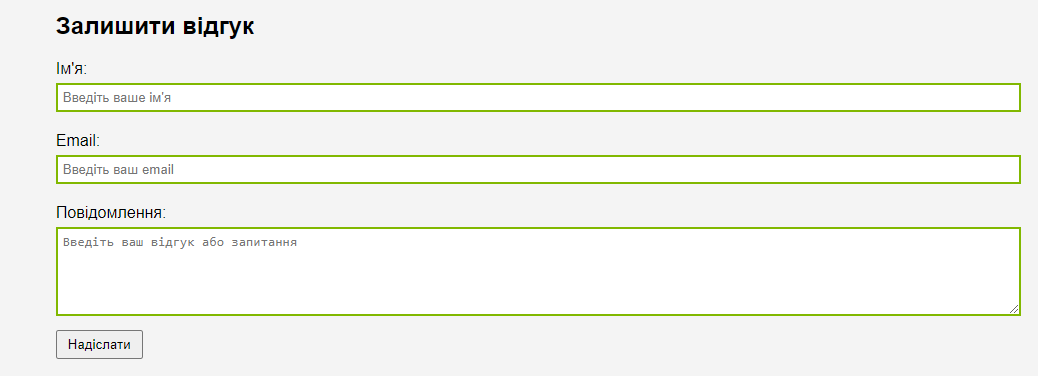 Залишити відгук
Ім'я:
Введіть ваше ім'я
Email:
Введіть ваш email
Повідомлення:
Введіть ваш відгук або запитання
Надіслати